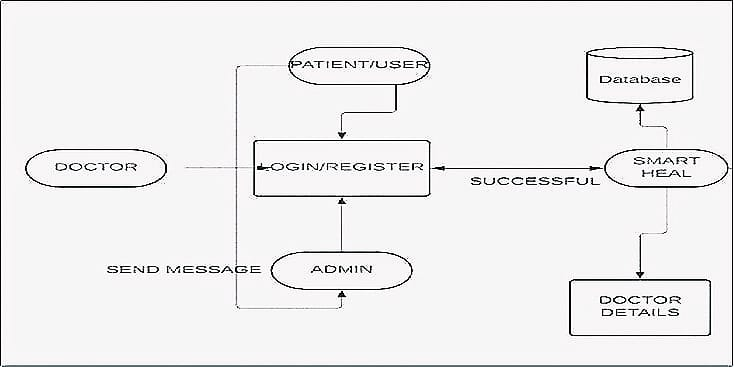 PATIENT/USER
Database
DOCTOR
LOGIN/REGISTER
SUCCESSFUL
SMART
HEAL
SEND MESSAGE
ADMIN
DOCTOR
DETAILS